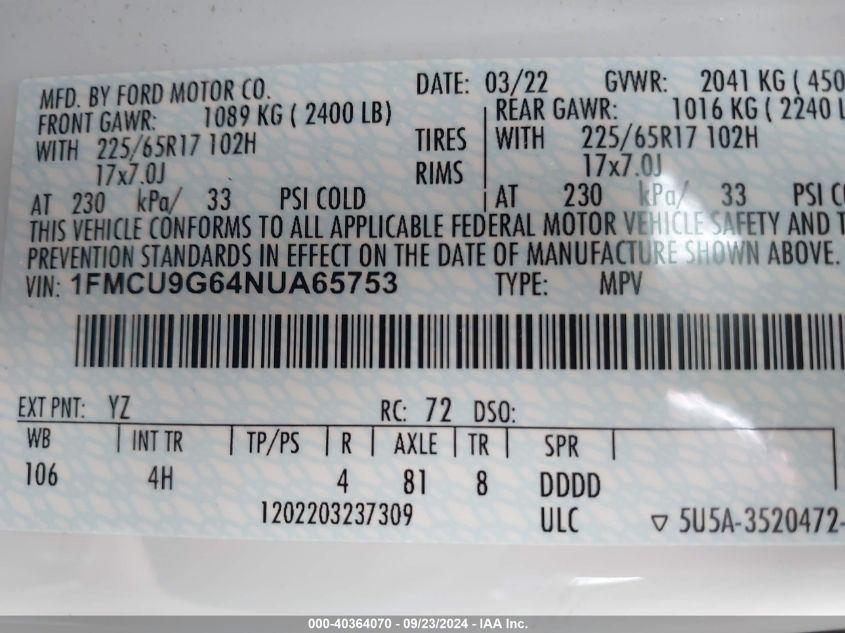 MFD. BY FORD MOTOR CO. DATE: 03/22 GVWR: 2041 KG ( 450
FRONT GAWR: 1089 KG ( 2400 LB) REAR GAWR: 1016 KG ( 2240 L
WITH 225/65R17 102H TIRES WITH 225/65R17 102H
17x7.0J RIMS 17x7.0J
AT 230 kPa/ 33 PSI COLD AT 230 kPa/ 33 PSI CO
THIS VEHICLE CONFORMS TO ALL APPLICABLE FEDERAL MOTOR VEHICLE SAFETY AND T
PREVENTION STANDARDS IN EFFECT ON THE DATE OF MANUFACTURE SHOWN ABOVE.
VIN: 1FMCU9G64NUA65753 TYPE: MPV
EXT PNT: YZ RC: 72 DSO:
WB INT TR TP/PS R AXLE TR SPR
106 4H 4 81 8 DDDD
1202203237309 ULC ▽ 5U5A-3520472-
000-40364070 - 09/23/2024 - IAA Inc.